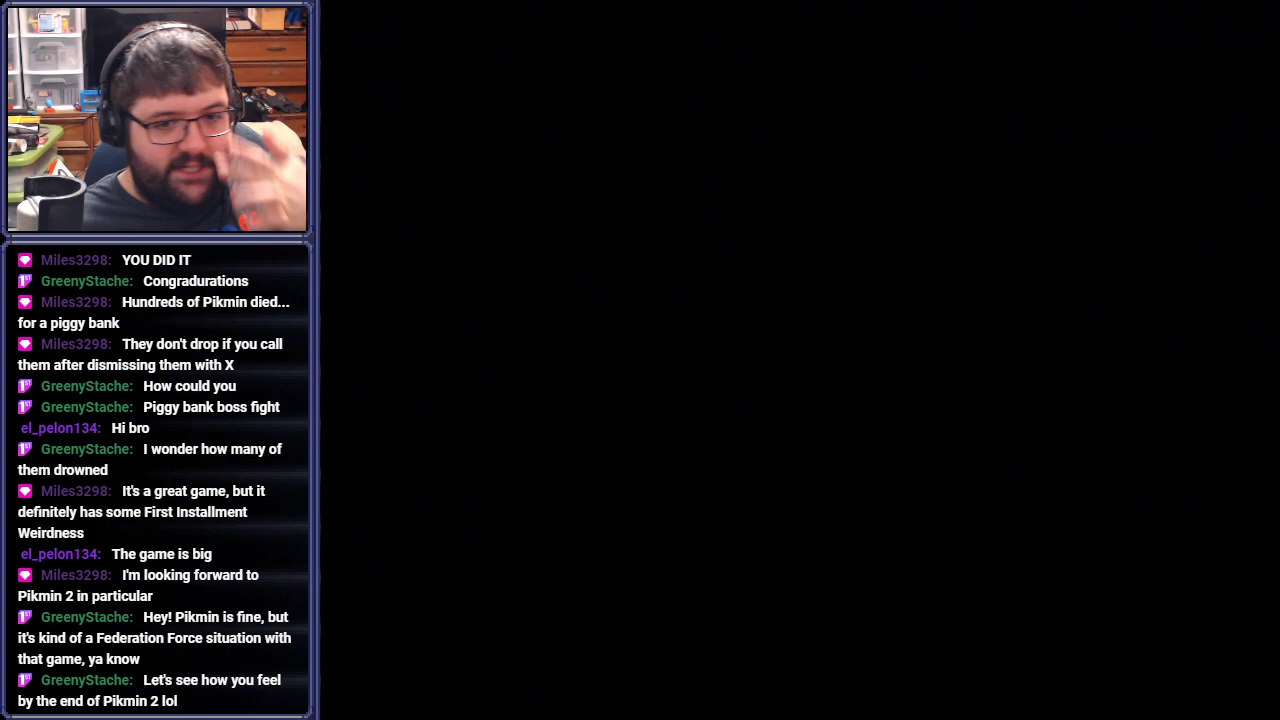 Miles3298: YOU DID IT
GreenyStache: Congradurations
Miles3298: Hundreds of Pikmin died...
for a piggy bank
Miles3298: They don't drop if you call
them after dismissing them with X
GreenyStache: How could you
GreenyStache: Piggy bank boss fight
el_pelon134: Hi bro
GreenyStache: I wonder how many of
them drowned
Miles3298: It's a great game, but it
definitely has some First Installment
Weirdness
el_pelon134: The game is big
Miles3298: I'm looking forward to
Pikmin 2 in particular
GreenyStache: Hey! Pikmin is fine, but
it's kind of a Federation Force situation with
that game, ya know
GreenyStache: Let's see how you feel
by the end of Pikmin 2 lol